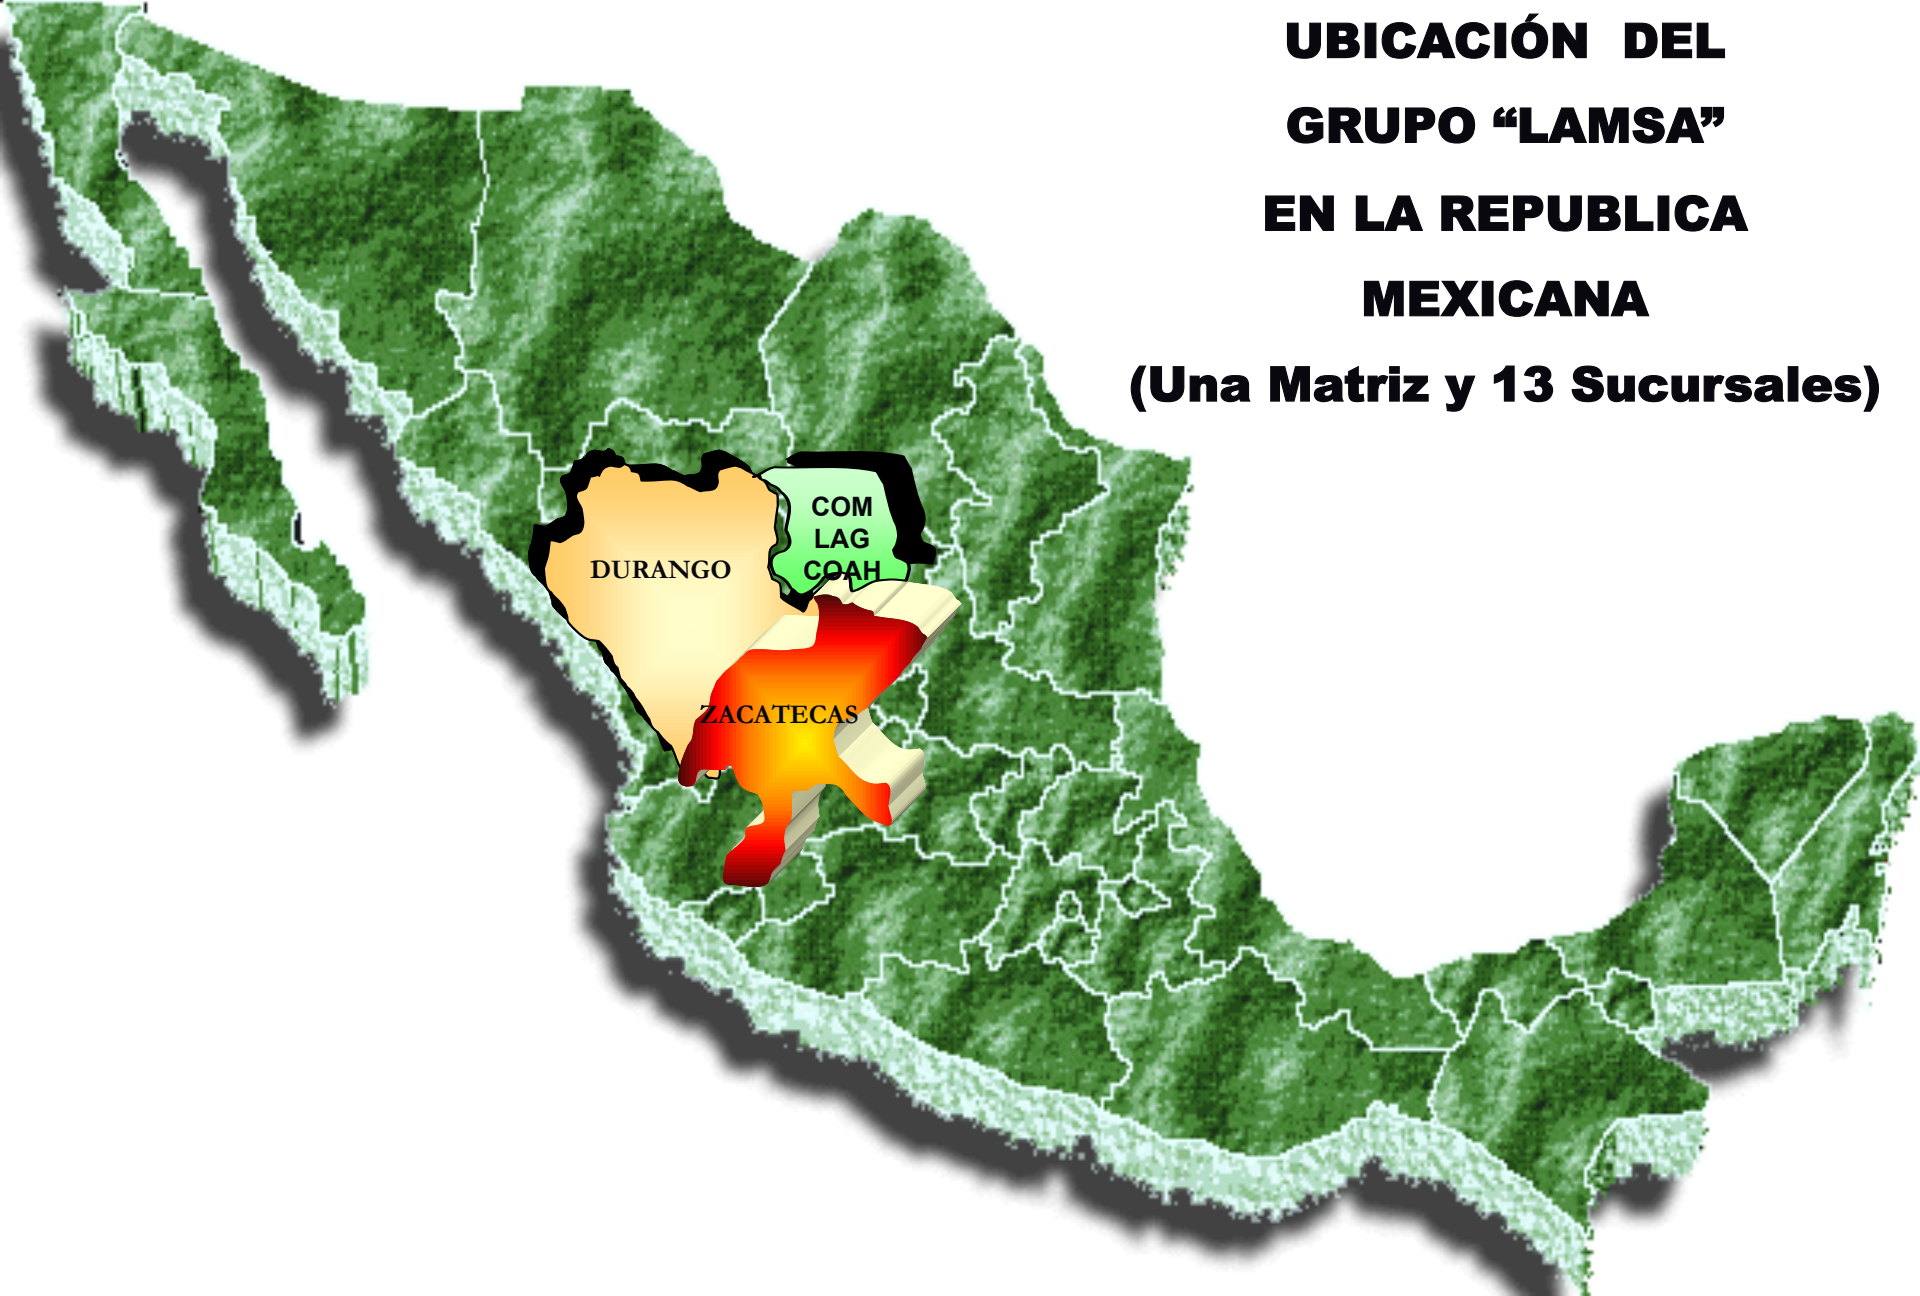 UBICACIÓN DEL
GRUPO “LAMSA”
EN LA REPUBLICA
MEXICANA
(Una Matriz y 13 Sucursales)
COM
LAG
COAH
DURANGO
ZACATECAS